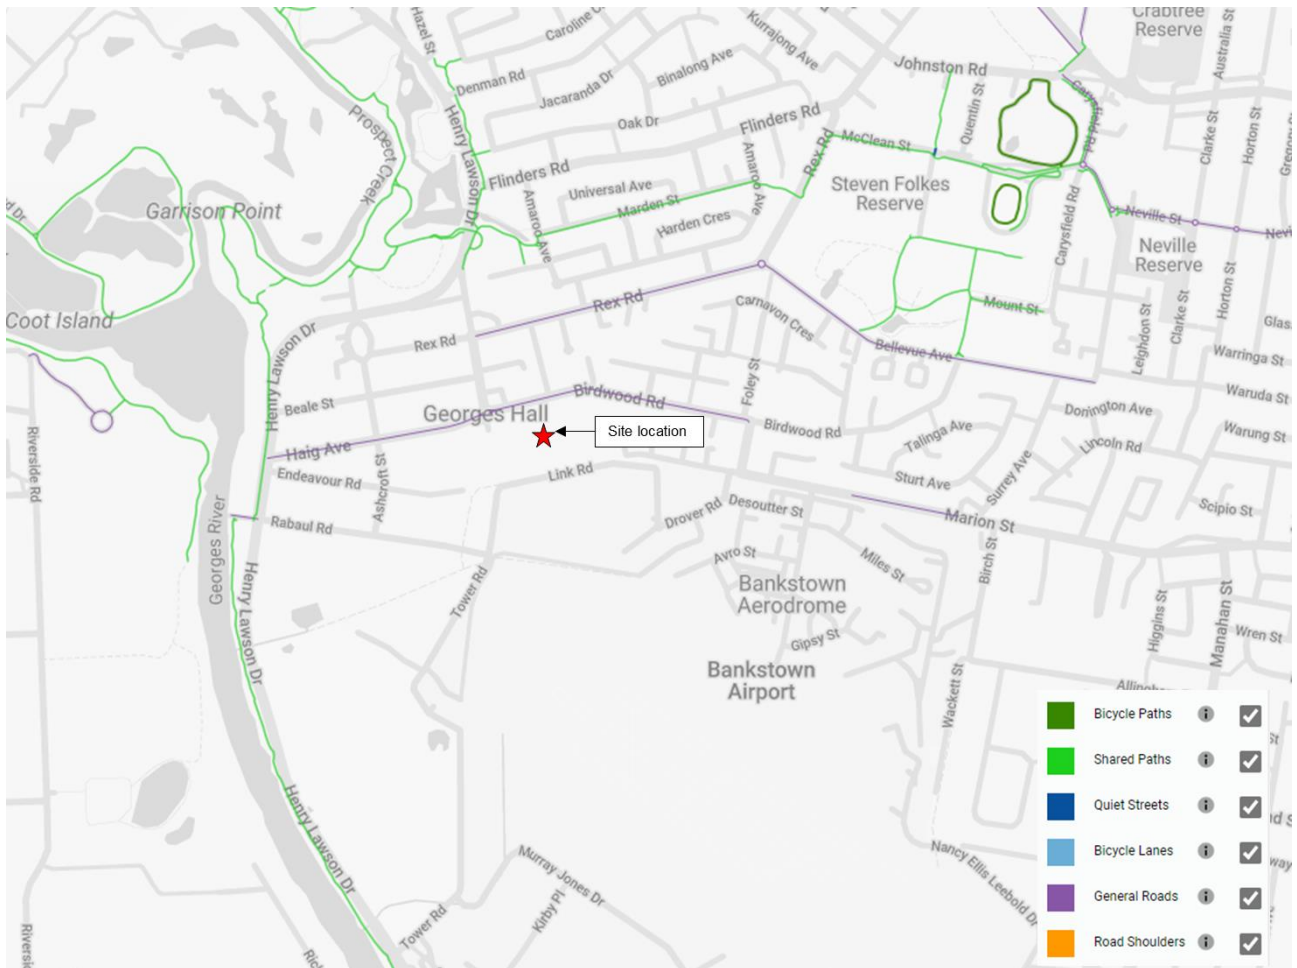 Crabtree
Reserve
Hazel St
Caroline
Kurrajong Ave
Australia St
Denman Rd
Jacaranda Dr
Binalong Ave
Johnston Rd
Quentin St
Carysfield Rd
Clarke St
Horton St
Prospect Creek
Henry Lawson Dr
Oak Dr
Flinders Rd
McClean St
Rex Rd
Flinders Rd
Amaroo Ave
Universal Ave
Steven Folkes
Reserve
Garrison Point
Marden St
Harden Cres
Amaroo Ave
Carysfield Rd
Neville St
Neville
Reserve
Coot Island
Rex Rd
Carnavon Cres
Mount St
Horton St
Clarke St
Leighdon St
Henry Lawson Dr
Rex Rd
Bellevue Ave
Warringa St
Foley St
Waruda St
Beale St
Georges Hall
Birdwood Rd
Donington Ave
Site location
Birdwood Rd
Talinga Ave
Lincoln Rd
Warung St
Riverside Rd
Haig Ave
Endeavour Rd
Ashcroft St
Link Rd
Sturt Ave
Surrey Ave
Scipio St
Georges River
Rabaul Rd
Drover Rd
Desoutter St
Marion St
Avro St
Miles St
Birch St
Henry Lawson Dr
Tower Rd
Bankstown
Aerodrome
Higgins St
Manahan St
Gipsy St
Wren St
Bankstown
Airport
Wackett St
Bicycle Paths
Shared Paths
Quiet Streets
Bicycle Lanes
General Roads
Road Shoulders
Henry Lawson Dr
Murray Jones Dr
Nancy Ellis Leebold Dr
Kirby Pl
Tower Rd